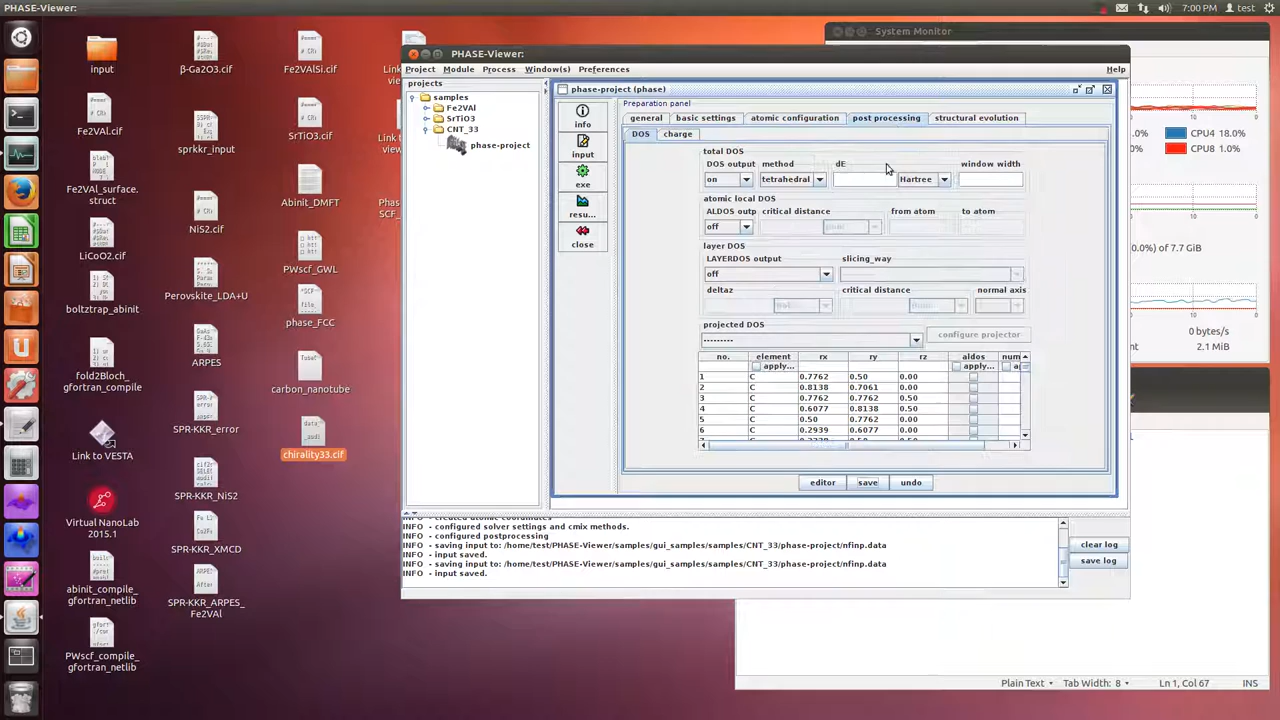 PHASE-Viewer:
7:00 PM
test
input
β-Ga2O3.cif
Fe2VAlSi.cif
Fe2VAl.cif
sprkkr_input
SrTiO3.cif
Fe2VAl_surface.
struct
NiS2.cif
Abinit_DMFT
LiCoO2.cif
Perovskite_LDA+U
PWscf_GWL
boltztrap_abinit
ARPES
phase_FCC
fold2Bloch_
gfortran_compile
SPR-KKR_error
carbon_nanotube
Link to VESTA
SPR-KKR_NiS2
chirality33.cif
Virtual NanoLab
2015.1
SPR-KKR_XMCD
abinit_compile_
gfortran_netlib
SPR-KKR_ARPES_
Fe2VAl
PWscf_compile_
gfortran_netlib
System Monitor
CPU4 18.0%
CPU8 1.0%
.0%) of 7.7 GiB
0 bytes/s
2.1 MiB
PHASE-Viewer:
Project Module Process Window(s) Preferences Help
projects
samples
Fe2VAl
SrTiO3
CNT_33
phase-project
phase-project (phase)
info
input
exe
resu...
close
Preparation panel
general basic settings atomic configuration post processing structural evolution
DOS charge
total DOS
DOS output method dE window width
on tetrahedral Hartree
atomic local DOS
ALDOS outp critical distance from atom to atom
off
layer DOS
LAYERDOS output slicing_way
off
deltaz critical distance normal axis
projected DOS
--------- configure projector
no. element rx ry rz aldos num
apply... apply...
1 C 0.7762 0.50 0.00
2 C 0.8138 0.7061 0.00
3 C 0.7762 0.7762 0.50
4 C 0.6077 0.8138 0.50
5 C 0.50 0.7762 0.00
6 C 0.2939 0.6077 0.00
editor save undo
INFO - configured solver settings and cmix methods.
INFO - configured postprocessing
INFO - saving input to: /home/test/PHASE-Viewer/samples/gui_samples/samples/CNT_33/phase-project/nfinp.data
INFO - input saved.
INFO - saving input to: /home/test/PHASE-Viewer/samples/gui_samples/samples/CNT_33/phase-project/nfinp.data
INFO - input saved.
clear log
save log
Plain Text Tab Width: 8 Ln 1, Col 67 INS